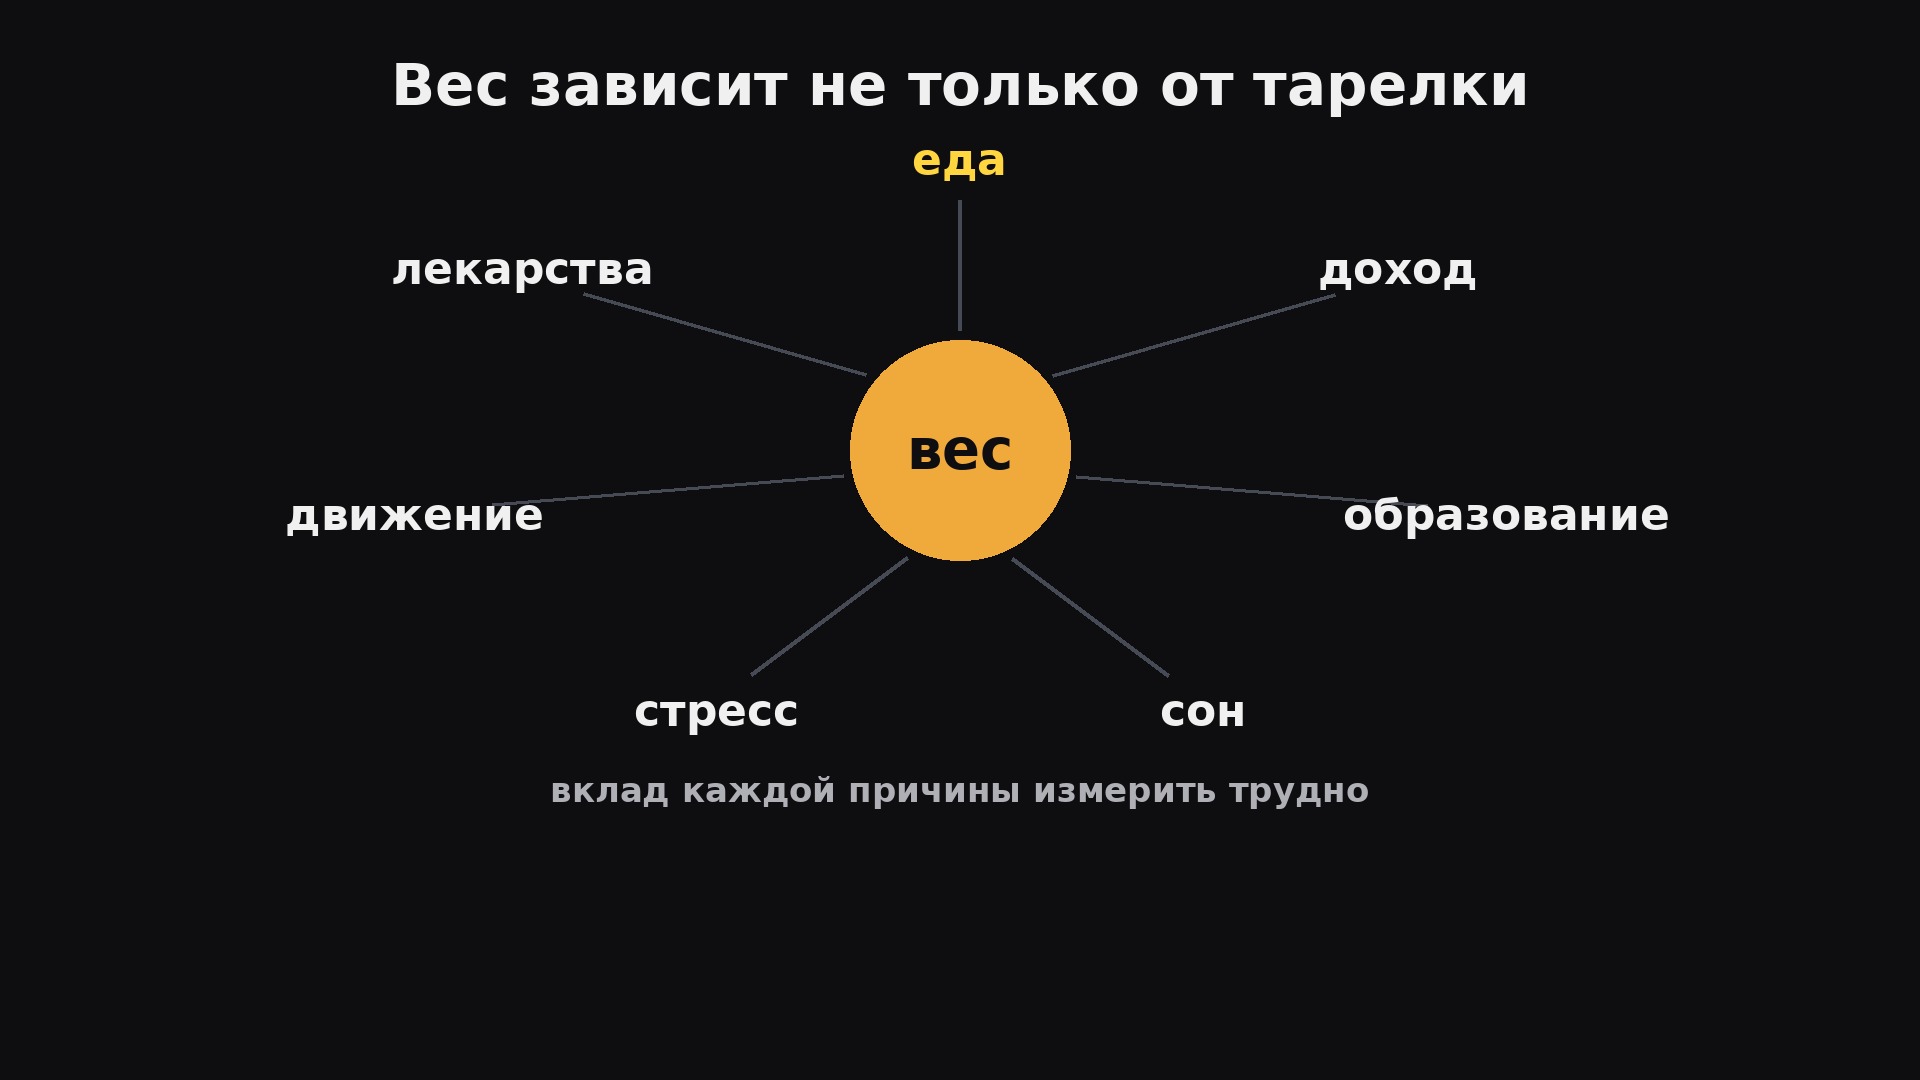 Вес зависит не только от тарелки
еда
лекарства
доход
вес
движение
образование
стресс
сон
вклад каждой причины измерить трудно